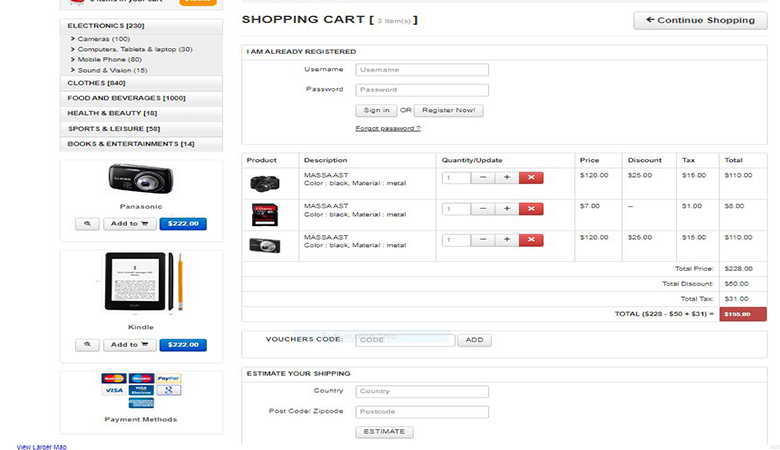 SHOPPING CART [ 3 Item(s) ]
Continue Shopping
ELECTRONICS [230]
Cameras (100)
Computers, Tablets & laptop (30)
Mobile Phone (80)
Sound & Vision (15)
CLOTHES [840]
FOOD AND BEVERAGES [1000]
HEALTH & BEAUTY [18]
SPORTS & LEISURE [58]
BOOKS & ENTERTAINMENTS [14]
Panasonic
Add to $222.00
Kindle
Add to $222.00
MasterCard PayPal
VISA VISA Electron
Payment Methods
View Larger Map
I AM ALREADY REGISTERED
Username Username
Password Password
Sign in OR Register Now!
Forgot password ?
Product Description Quantity/Update Price Discount Tax Total
MASSA AST
Color : black, Material : metal
1 − + × $120.00 $25.00 $15.00 $110.00
MASSA AST
Color : black, Material : metal
1 − + × $7.00 -- $1.00 $8.00
MASSA AST
Color : black, Material : metal
1 − + × $120.00 $25.00 $15.00 $110.00
Total Price: $228.00
Total Discount: $50.00
Total Tax: $31.00
TOTAL ($228 - $50 + $31) = $155.00
VOUCHERS CODE: CODE ADD
ESTIMATE YOUR SHIPPING
Country Country
Post Code/ Zipcode Postcode
ESTIMATE